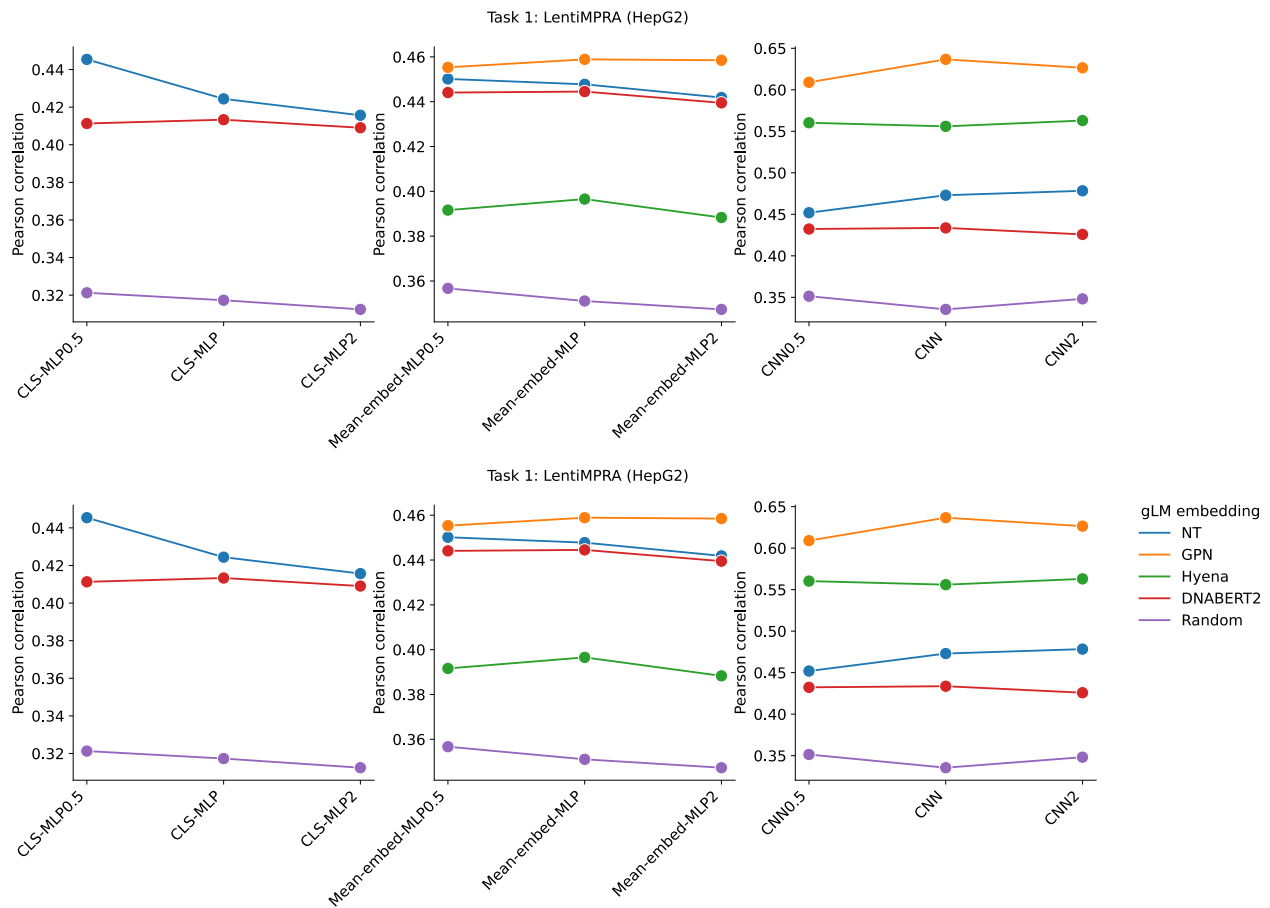 Task 1: LentiMPRA (HepG2)
Pearson correlation
0.44
0.42
0.40
0.38
0.36
0.34
0.32
CLS-MLP0.5
CLS-MLP
CLS-MLP2
Pearson correlation
0.46
0.44
0.42
0.40
0.38
0.36
Mean-embed-MLP0.5
Mean-embed-MLP
Mean-embed-MLP2
Pearson correlation
0.65
0.60
0.55
0.50
0.45
0.40
0.35
CNN0.5
CNN
CNN2
Task 1: LentiMPRA (HepG2)
Pearson correlation
0.44
0.42
0.40
0.38
0.36
0.34
0.32
CLS-MLP0.5
CLS-MLP
CLS-MLP2
Pearson correlation
0.46
0.44
0.42
0.40
0.38
0.36
Mean-embed-MLP0.5
Mean-embed-MLP
Mean-embed-MLP2
Pearson correlation
0.65
0.60
0.55
0.50
0.45
0.40
0.35
CNN0.5
CNN
CNN2
gLM embedding
NT
GPN
Hyena
DNABERT2
Random